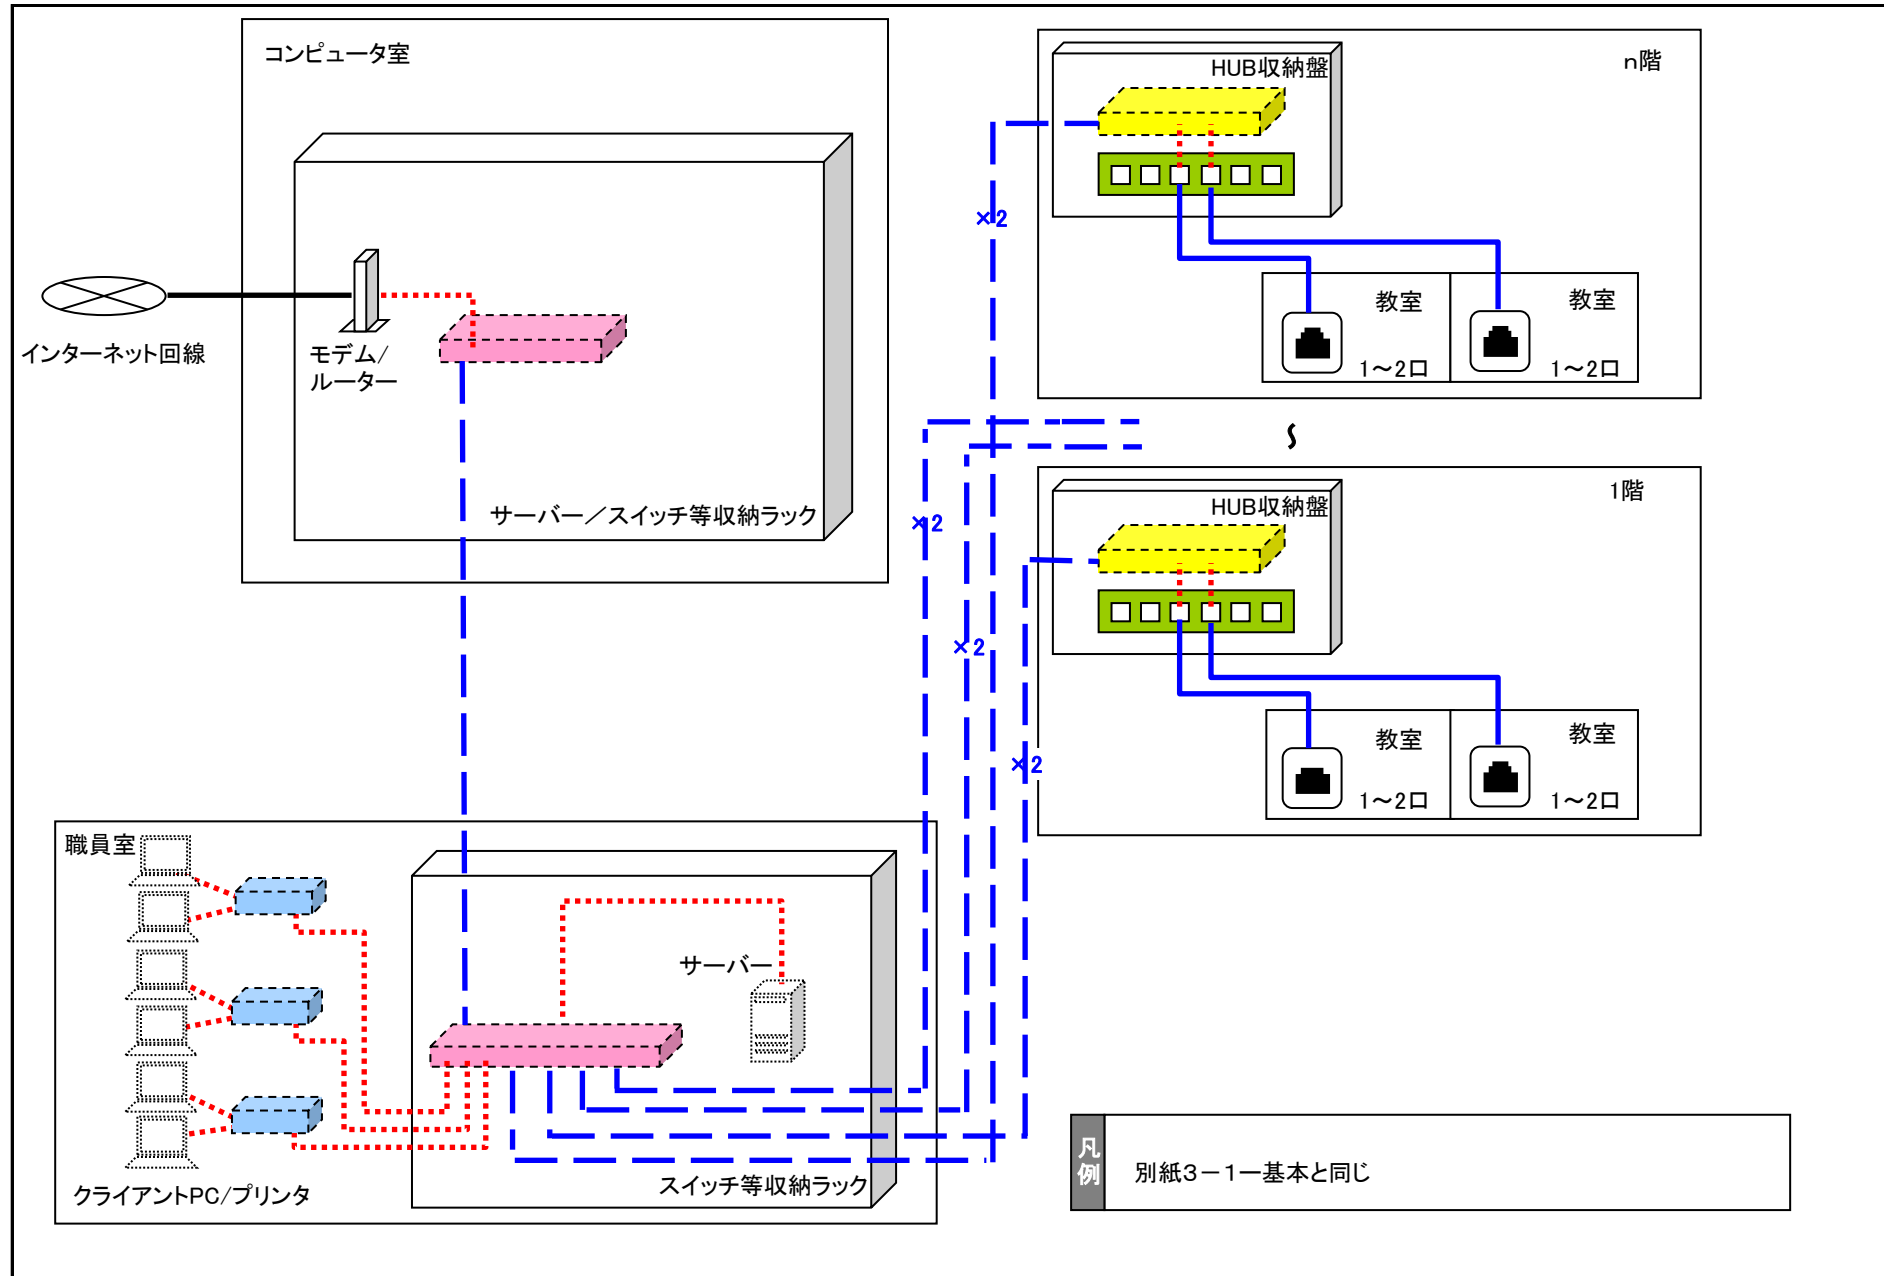 コンピュータ室
インターネット回線
モデム/
ルーター
サーバー／スイッチ等収納ラック
n階
HUB収納盤
×2
教室
1～2口
教室
1～2口
～
1階
HUB収納盤
×2
×2
×2
教室
1～2口
教室
1～2口
職員室
サーバー
スイッチ等収納ラック
クライアントPC/プリンタ
凡例
別紙３－１ー基本と同じ